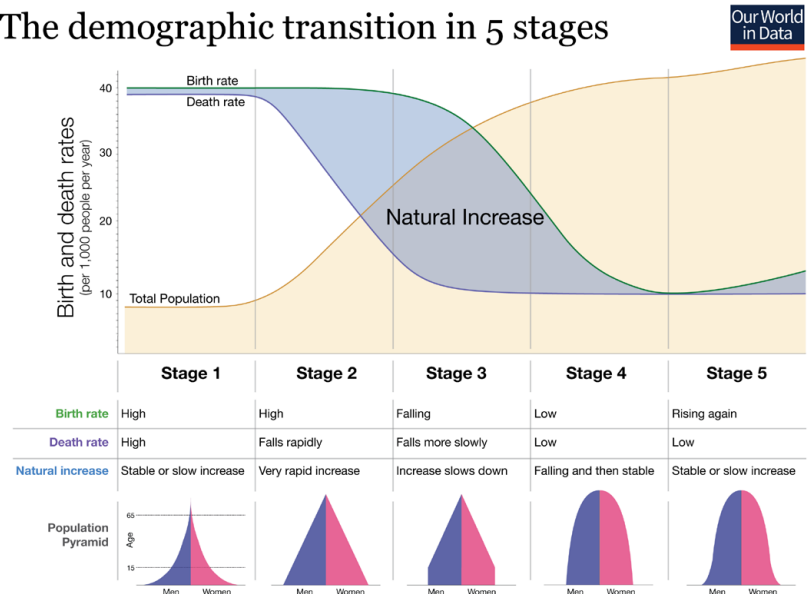 The demographic transition in 5 stages
Our World
in Data
Birth and death rates
(per 1,000 people per year)
40
30
20
10
Birth rate
Death rate
Natural Increase
Total Population
Stage 1 Stage 2 Stage 3 Stage 4 Stage 5
Birth rate High High Falling Low Rising again
Death rate High Falls rapidly Falls more slowly Low Low
Natural increase Stable or slow increase Very rapid increase Increase slows down Falling and then stable Stable or slow increase
Population
Pyramid
Age
65
15
Men Women Men Women Men Women Men Women Men Women